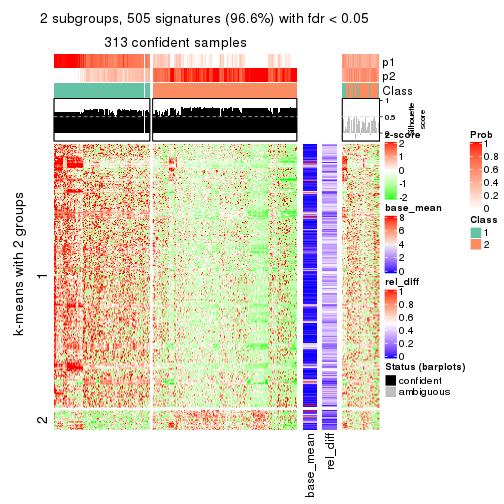 2 subgroups, 505 signatures (96.6%) with fdr < 0.05
313 confident samples
p1
p2
Class
1
0.5
0
Silhouette
score
k-means with 2 groups
1
2
base_mean
rel_diff
z-score
2
1
0
-1
-2
base_mean
8
6
4
2
0
rel_diff
1
0.8
0.6
0.4
0.2
0
Status (barplots)
confident
ambiguous
Prob
1
0.8
0.6
0.4
0.2
0
Class
1
2